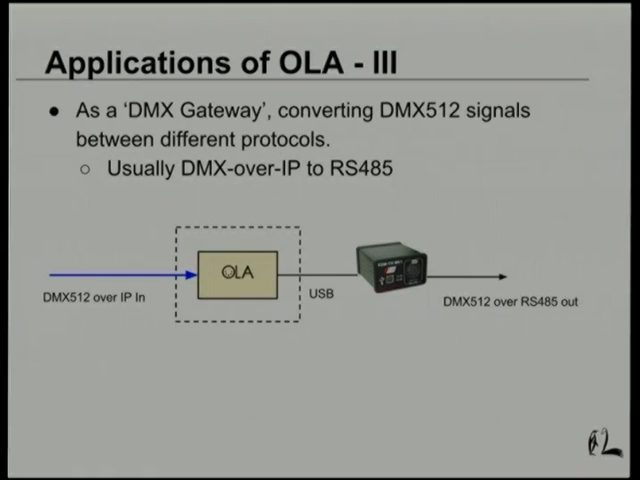 Applications of OLA - III
● As a ‘DMX Gateway’, converting DMX512 signals
between different protocols.
○ Usually DMX-over-IP to RS485
OLA
DMX512 over IP In
USB
DMX512 over RS485 out